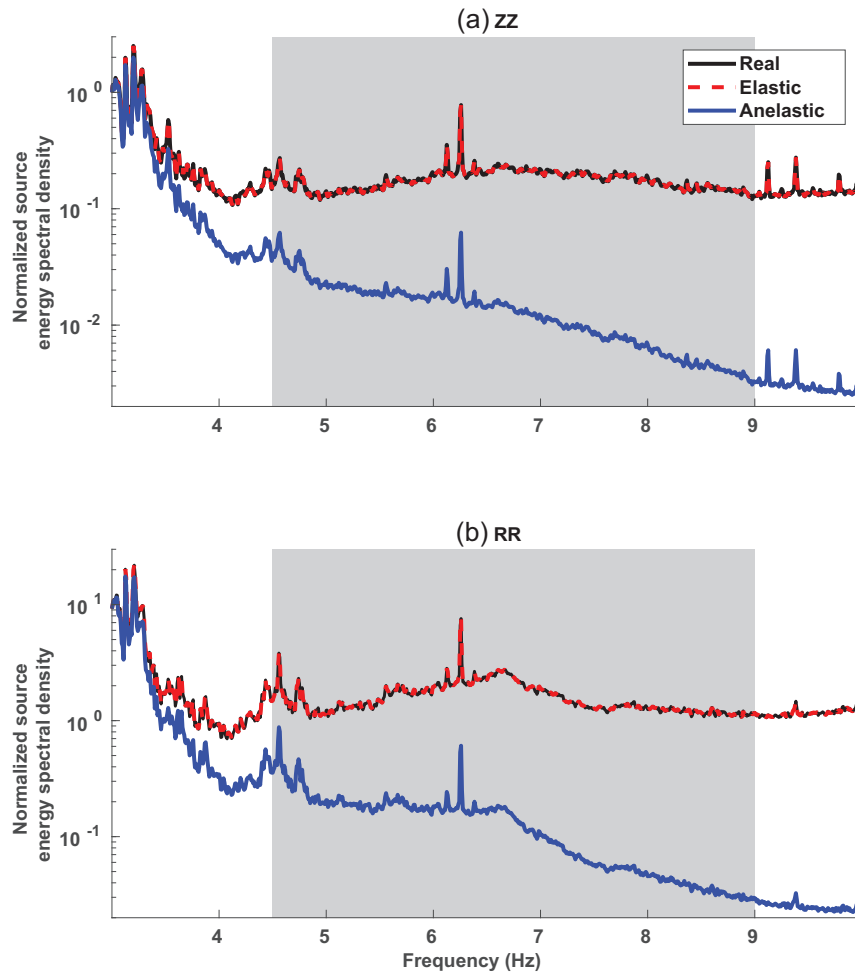 (a) ZZ
Real
Elastic
Anelastic
Normalized source
energy spectral density
10^0
10^-1
10^-2
4 5 6 7 8 9
(b) RR
Normalized source
energy spectral density
10^1
10^0
10^-1
4 5 6 7 8 9
Frequency (Hz)